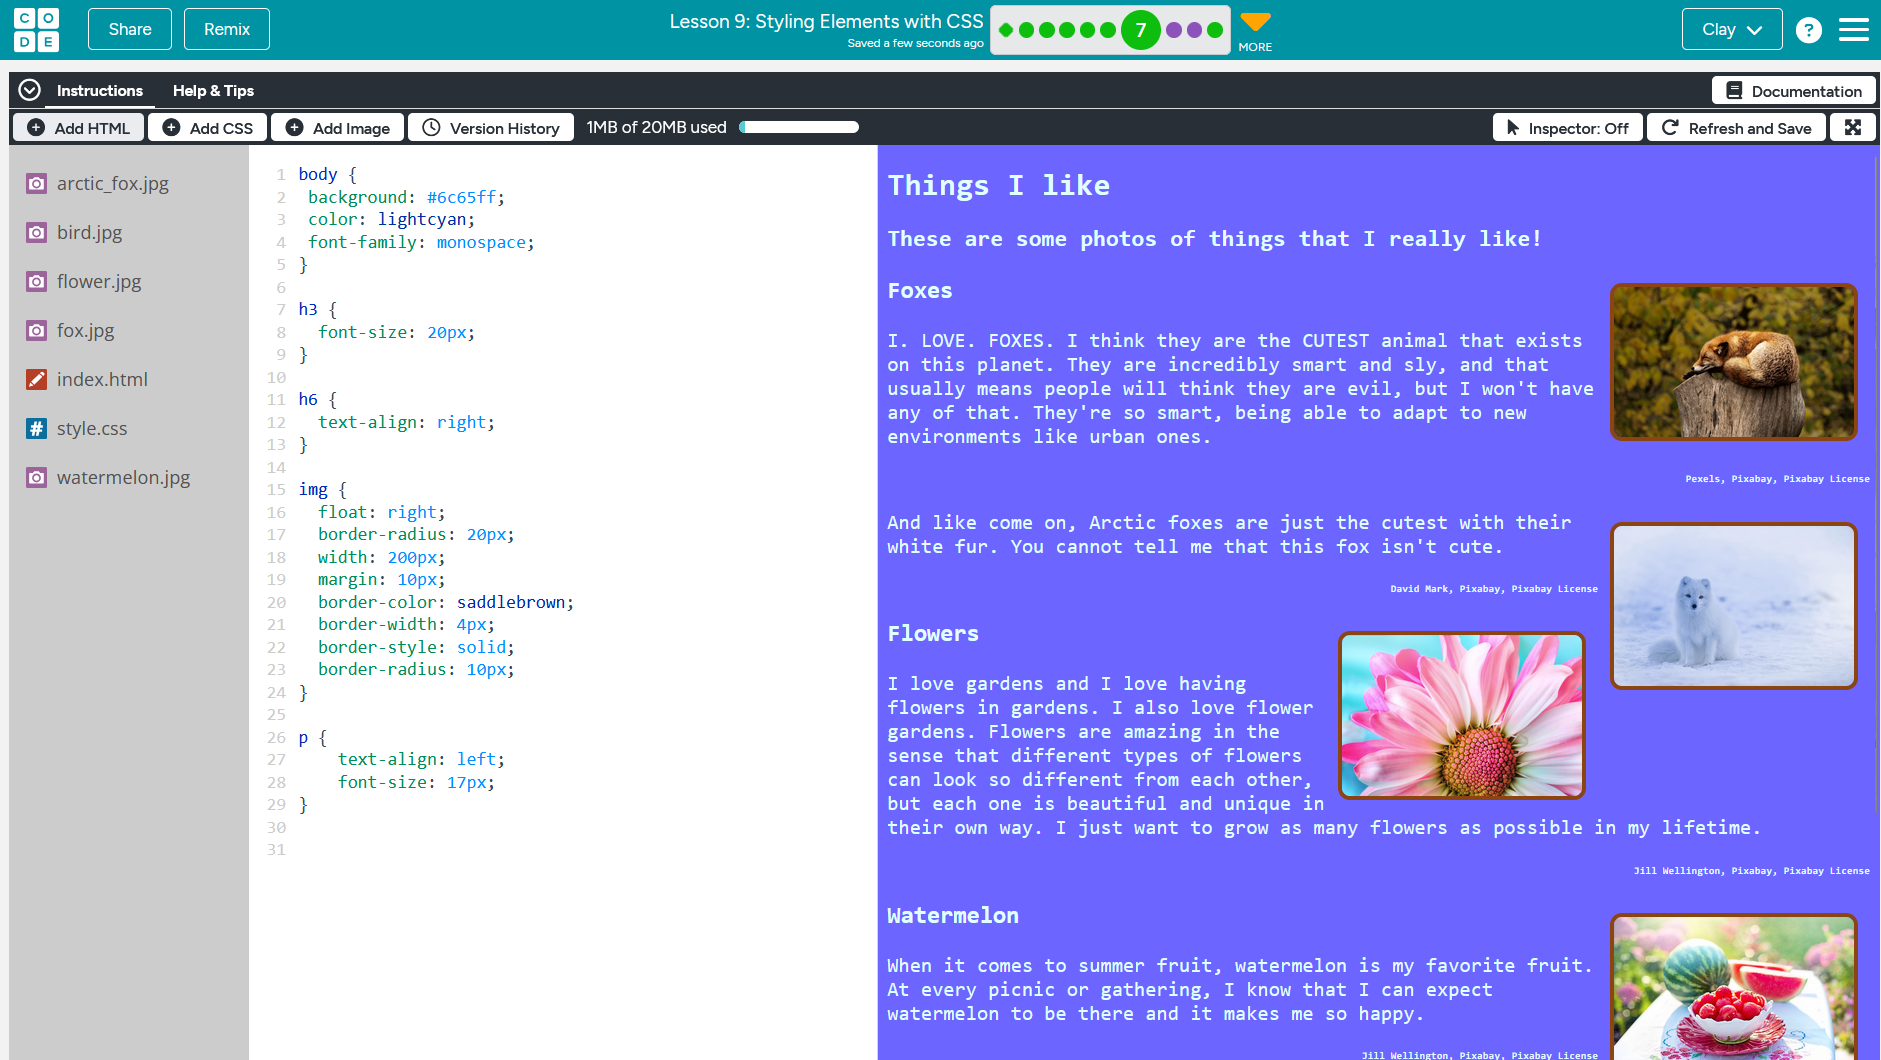 CODE
Share
Remix
Lesson 9: Styling Elements with CSS
Saved a few seconds ago
7
MORE
Clay
?
Instructions
Help & Tips
Documentation
Add HTML
Add CSS
Add Image
Version History
1MB of 20MB used
Inspector: Off
Refresh and Save
arctic_fox.jpg
bird.jpg
flower.jpg
fox.jpg
index.html
# style.css
watermelon.jpg
1 body {
2 background: #6c65ff;
3 color: lightcyan;
4 font-family: monospace;
5 }
6
7 h3 {
8 font-size: 20px;
9 }
10
11 h6 {
12 text-align: right;
13 }
14
15 img {
16 float: right;
17 border-radius: 20px;
18 width: 200px;
19 margin: 10px;
20 border-color: saddlebrown;
21 border-width: 4px;
22 border-style: solid;
23 border-radius: 10px;
24 }
25
26 p {
27 text-align: left;
28 font-size: 17px;
29 }
30
31
Things I like
These are some photos of things that I really like!
Foxes
I. LOVE. FOXES. I think they are the CUTEST animal that exists
on this planet. They are incredibly smart and sly, and that
usually means people will think they are evil, but I won't have
any of that. They're so smart, being able to adapt to new
environments like urban ones.
Pexels, Pixabay, Pixabay License
And like come on, Arctic foxes are just the cutest with their
white fur. You cannot tell me that this fox isn't cute.
David Mark, Pixabay, Pixabay License
Flowers
I love gardens and I love having
flowers in gardens. I also love flower
gardens. Flowers are amazing in the
sense that different types of flowers
can look so different from each other,
but each one is beautiful and unique in
their own way. I just want to grow as many flowers as possible in my lifetime.
Jill Wellington, Pixabay, Pixabay License
Watermelon
When it comes to summer fruit, watermelon is my favorite fruit.
At every picnic or gathering, I know that I can expect
watermelon to be there and it makes me so happy.
Jill Wellington, Pixabay, Pixabay License